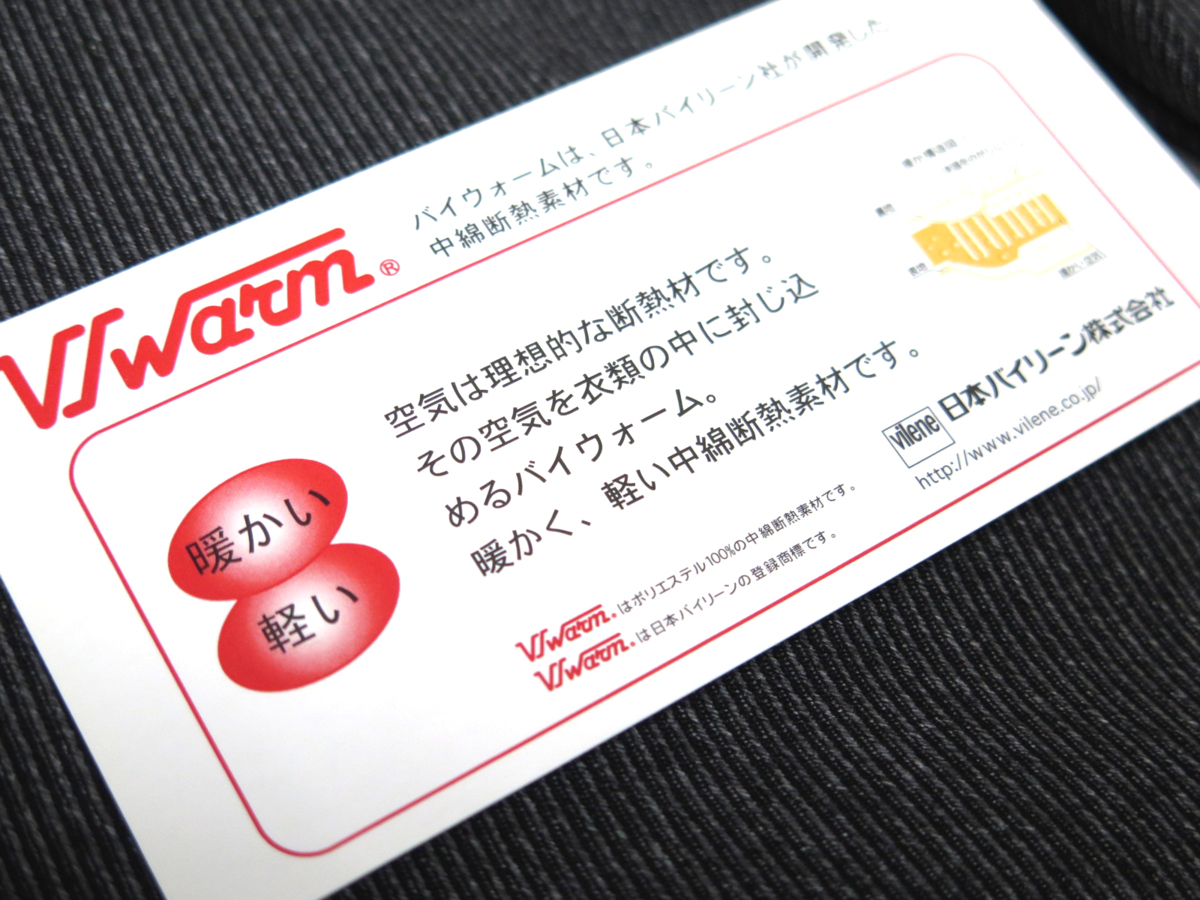 VIwarm®
バイウォームは、日本バイリーン社が開発した
中綿断熱素材です。
空気は理想的な断熱材です。
その空気を衣類の中に封じ込
めるバイウォーム。
暖かく、軽い中綿断熱素材です。
暖かい
軽い
表地
vilene 日本バイリーン株式会社
http://www.vilene.co.jp/
VIwarm®はポリエステル100%の中綿断熱素材です。
VIwarm®は日本バイリーンの登録商標です。